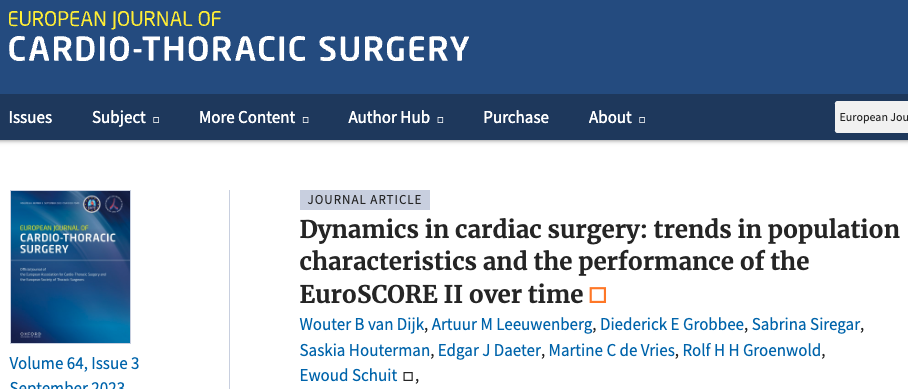 EUROPEAN JOURNAL OF
CARDIO-THORACIC SURGERY
Issues Subject More Content Author Hub Purchase About
European Jou
JOURNAL ARTICLE
Dynamics in cardiac surgery: trends in population
characteristics and the performance of the
EuroSCORE II over time
Wouter B van Dijk, Artuur M Leeuwenberg, Diederick E Grobbee, Sabrina Siregar,
Saskia Houterman, Edgar J Daeter, Martine C de Vries, Rolf H H Groenwold,
Ewoud Schuit ,
EUROPEAN JOURNAL OF
CARDIO-THORACIC
SURGERY
OXFORD
Volume 64, Issue 3
September 2023